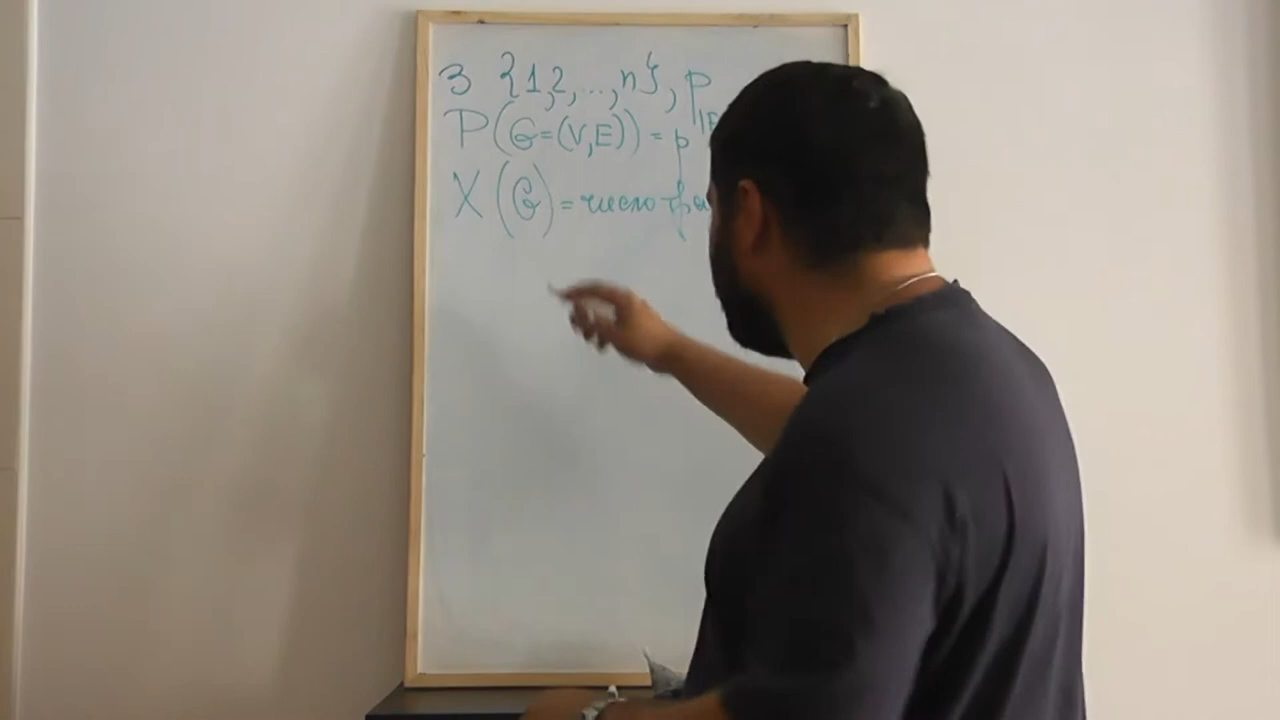 3 {1,2,...,n}, p
P(G=(V,E)) = p^|E
X(G) = число